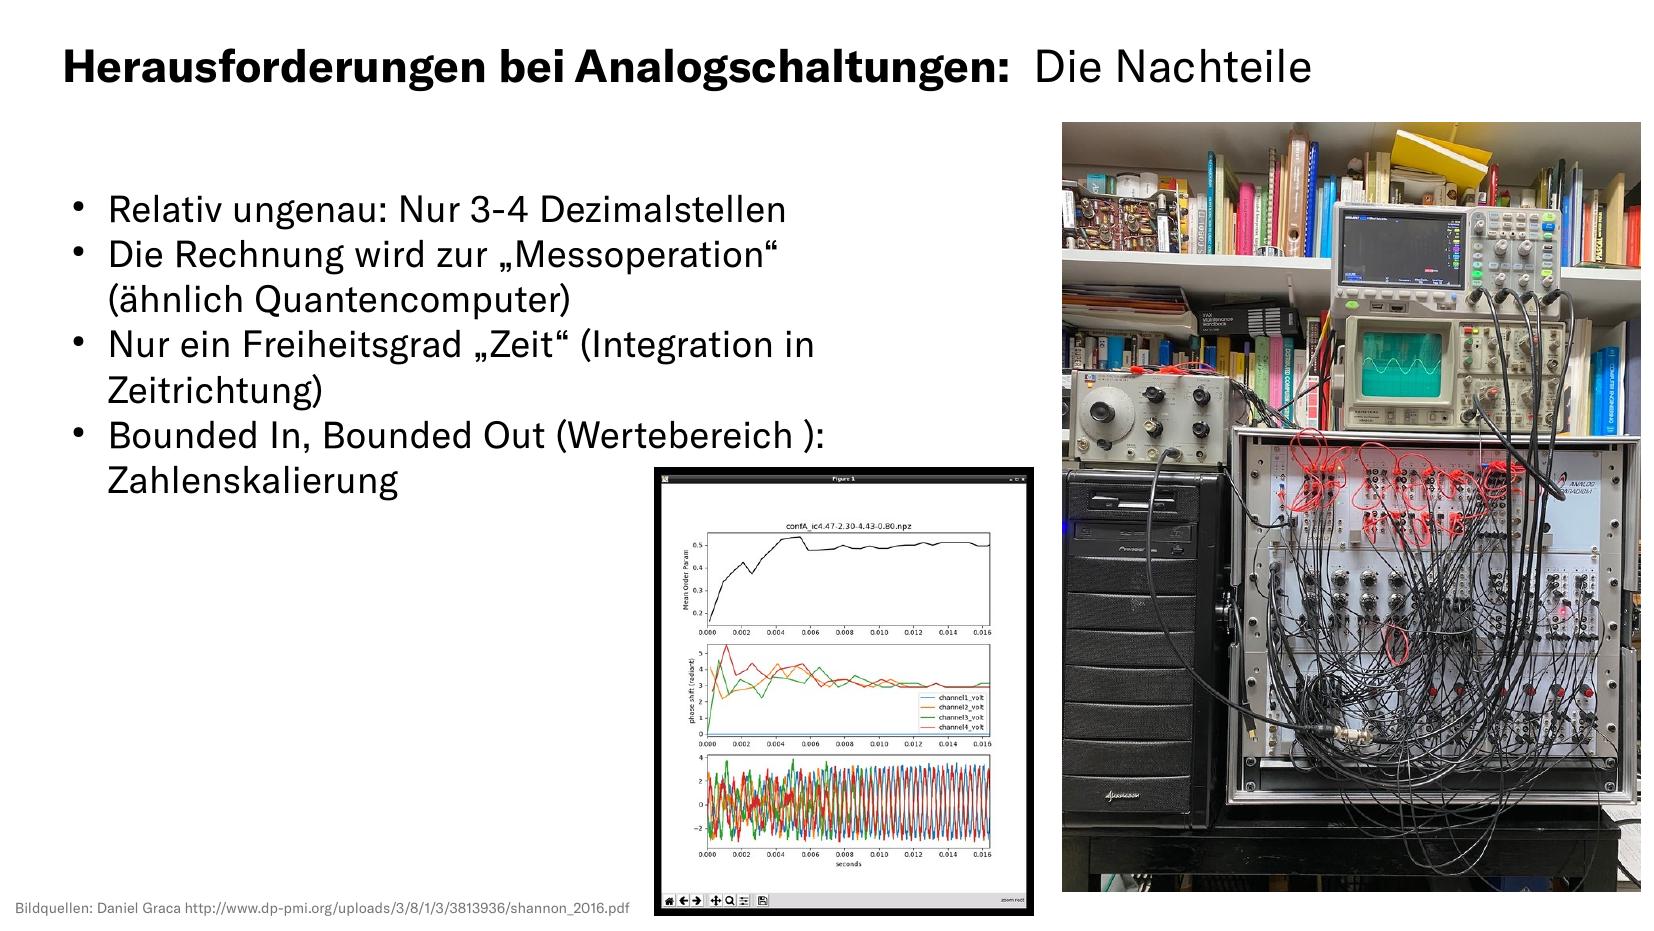 Herausforderungen bei Analogschaltungen: Die Nachteile
• Relativ ungenau: Nur 3-4 Dezimalstellen
• Die Rechnung wird zur „Messoperation“
(ähnlich Quantencomputer)
• Nur ein Freiheitsgrad „Zeit“ (Integration in
Zeitrichtung)
• Bounded In, Bounded Out (Wertebereich ):
Zahlenskalierung
Figure 1
confA_ic4.47-2.30-4.43-0.80.npz
Mean Order Param
0.5
0.4
0.3
0.2
0.000 0.002 0.004 0.006 0.008 0.010 0.012 0.014 0.016
phase shift (radiant)
5
4
3
2
1
0
channel1_volt
channel2_volt
channel3_volt
channel4_volt
0.000 0.002 0.004 0.006 0.008 0.010 0.012 0.014 0.016
4
2
0
−2
0.000 0.002 0.004 0.006 0.008 0.010 0.012 0.014 0.016
seconds
zoom rect
VAX
Maintenance
Handbook
PASCAL
ANALOG
PARADIGM
Pioneer
Bildquellen: Daniel Graca http://www.dp-pmi.org/uploads/3/8/1/3/3813936/shannon_2016.pdf